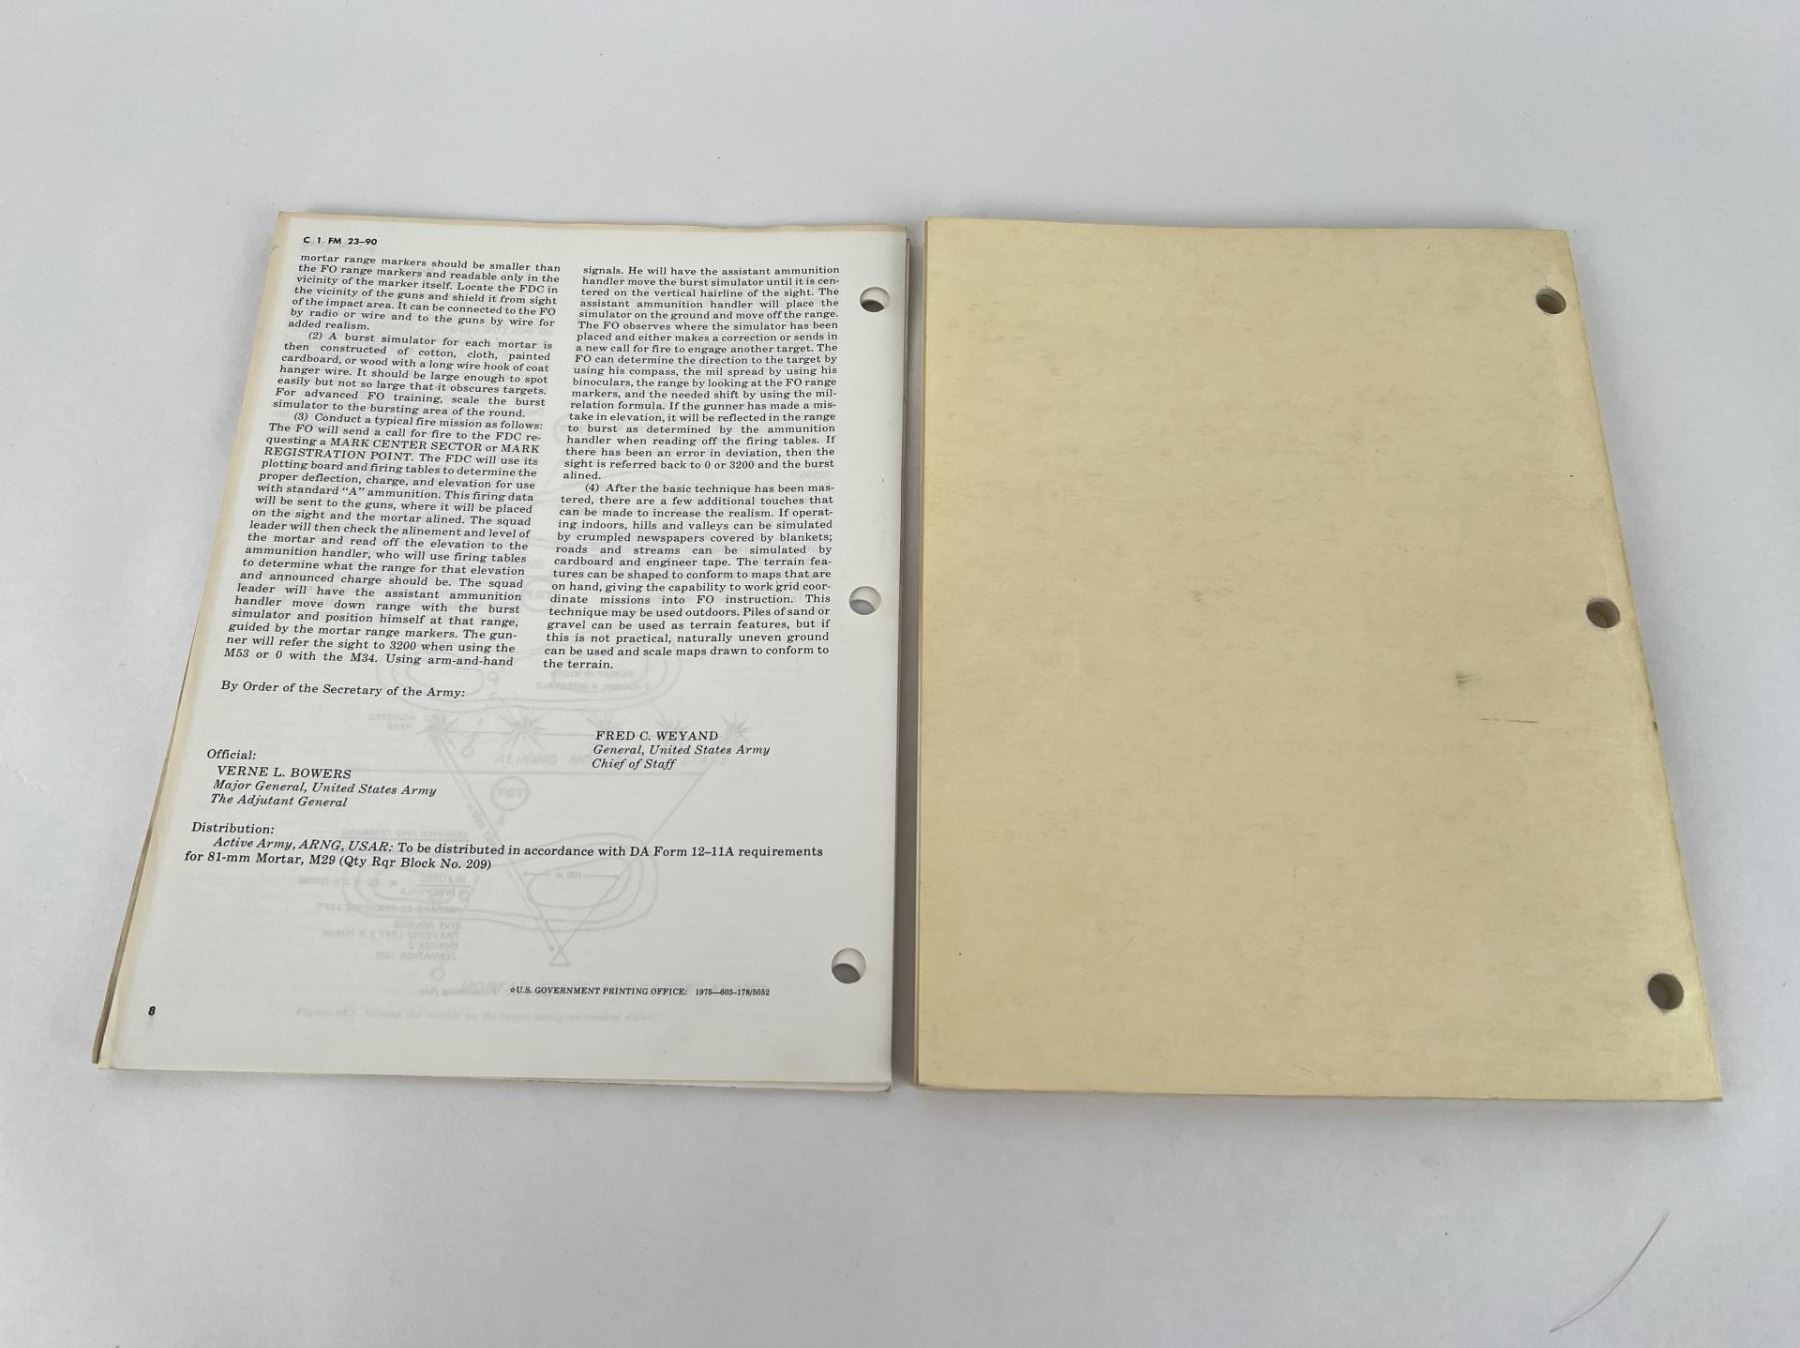 C 1 FM 23–90
mortar range markers should be smaller than
the FO range markers and readable only in the
vicinity of the marker itself. Locate the FDC in
the vicinity of the guns and shield it from sight
of the impact area. It can be connected to the FO
by radio or wire and to the guns by wire for
added realism.
(2) A burst simulator for each mortar is
then constructed of cotton, cloth, painted
cardboard, or wood with a long wire hook of coat
hanger wire. It should be large enough to spot
easily but not so large that it obscures targets.
For advanced FO training, scale the burst
simulator to the bursting area of the round.
(3) Conduct a typical fire mission as follows:
The FO will send a call for fire to the FDC re-
questing a MARK CENTER SECTOR or MARK
REGISTRATION POINT. The FDC will use its
plotting board and firing tables to determine the
proper deflection, charge, and elevation for use
with standard "A" ammunition. This firing data
will be sent to the guns, where it will be placed
on the sight and the mortar alined. The squad
leader will then check the alinement and level of
the mortar and read off the elevation to the
ammunition handler, who will use firing tables
to determine what the range for that elevation
and announced charge should be. The squad
leader will have the assistant ammunition
handler move down range with the burst
simulator and position himself at that range,
guided by the mortar range markers. The gun-
ner will refer the sight to 3200 when using the
M53 or 0 with the M34. Using arm-and-hand
signals. He will have the assistant ammunition
handler move the burst simulator until it is cen-
tered on the vertical hairline of the sight. The
assistant ammunition handler will place the
simulator on the ground and move off the range.
The FO observes where the simulator has been
placed and either makes a correction or sends in
a new call for fire to engage another target. The
FO can determine the direction to the target by
using his compass, the mil spread by using his
binoculars, the range by looking at the FO range
markers, and the needed shift by using the mil-
relation formula. If the gunner has made a mis-
take in elevation, it will be reflected in the range
to burst as determined by the ammunition
handler when reading off the firing tables. If
there has been an error in deviation, then the
sight is referred back to 0 or 3200 and the burst
alined.
(4) After the basic technique has been mas-
tered, there are a few additional touches that
can be made to increase the realism. If operat-
ing indoors, hills and valleys can be simulated
by crumpled newspapers covered by blankets;
roads and streams can be simulated by
cardboard and engineer tape. The terrain fea-
tures can be shaped to conform to maps that are
on hand, giving the capability to work grid coor-
dinate missions into FO instruction. This
technique may be used outdoors. Piles of sand or
gravel can be used as terrain features, but if
this is not practical, naturally uneven ground
can be used and scale maps drawn to conform to
the terrain.
By Order of the Secretary of the Army:
FRED C. WEYAND
General, United States Army
Chief of Staff
Official:
VERNE L. BOWERS
Major General, United States Army
The Adjutant General
Distribution:
Active Army, ARNG, USAR: To be distributed in accordance with DA Form 12–11A requirements
for 81-mm Mortar, M29 (Qty Rqr Block No. 209)
☆U.S. GOVERNMENT PRINTING OFFICE: 1975—603-178/5052
8